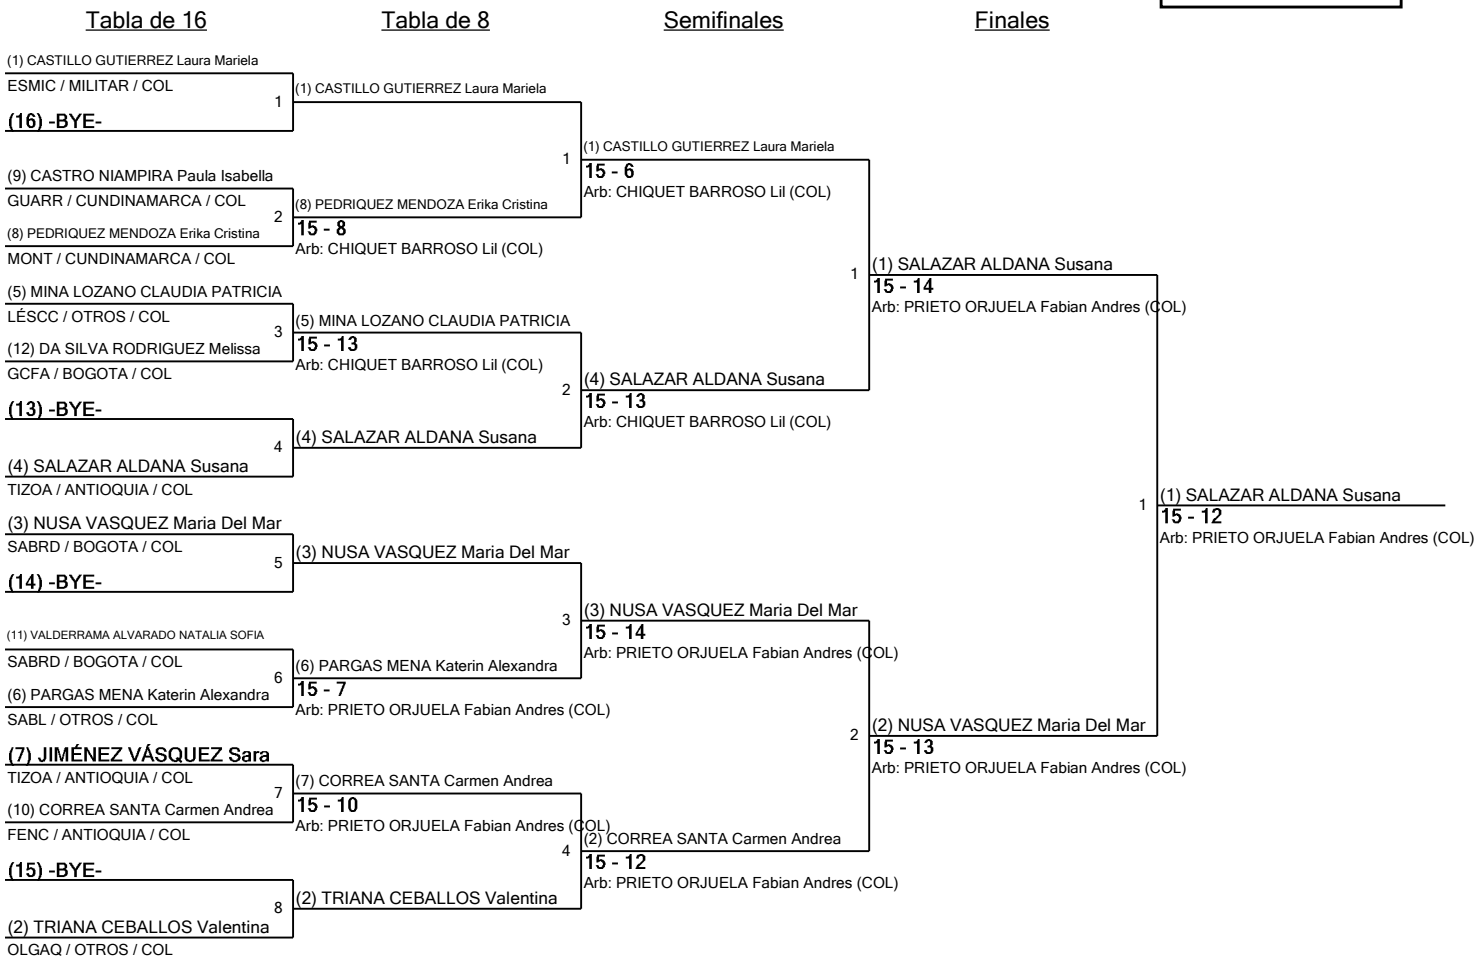 Tabla de 16
Tabla de 8
Semifinales
Finales
(1) CASTILLO GUTIERREZ Laura Mariela
ESMIC / MILITAR / COL
1
(16) -BYE-
(9) CASTRO NIAMPIRA Paula Isabella
GUARR / CUNDINAMARCA / COL
2
(8) PEDRIQUEZ MENDOZA Erika Cristina
MONT / CUNDINAMARCA / COL
(5) MINA LOZANO CLAUDIA PATRICIA
LÉSCC / OTROS / COL
3
(12) DA SILVA RODRIGUEZ Melissa
GCFA / BOGOTA / COL
(13) -BYE-
4
(4) SALAZAR ALDANA Susana
TIZOA / ANTIOQUIA / COL
(3) NUSA VASQUEZ Maria Del Mar
SABRD / BOGOTA / COL
5
(14) -BYE-
(11) VALDERRAMA ALVARADO NATALIA SOFIA
SABRD / BOGOTA / COL
6
(6) PARGAS MENA Katerin Alexandra
SABL / OTROS / COL
(7) JIMÉNEZ VÁSQUEZ Sara
TIZOA / ANTIOQUIA / COL
7
(10) CORREA SANTA Carmen Andrea
FENC / ANTIOQUIA / COL
(15) -BYE-
8
(2) TRIANA CEBALLOS Valentina
OLGAQ / OTROS / COL
(1) CASTILLO GUTIERREZ Laura Mariela
1
(8) PEDRIQUEZ MENDOZA Erika Cristina
15 - 8
Arb: CHIQUET BARROSO Lil (COL)
(5) MINA LOZANO CLAUDIA PATRICIA
15 - 13
Arb: CHIQUET BARROSO Lil (COL)
2
(4) SALAZAR ALDANA Susana
(3) NUSA VASQUEZ Maria Del Mar
3
(6) PARGAS MENA Katerin Alexandra
15 - 7
Arb: PRIETO ORJUELA Fabian Andres (COL)
(7) CORREA SANTA Carmen Andrea
15 - 10
Arb: PRIETO ORJUELA Fabian Andres (COL)
4
(2) TRIANA CEBALLOS Valentina
(1) CASTILLO GUTIERREZ Laura Mariela
15 - 6
Arb: CHIQUET BARROSO Lil (COL)
1
(4) SALAZAR ALDANA Susana
15 - 13
Arb: CHIQUET BARROSO Lil (COL)
(3) NUSA VASQUEZ Maria Del Mar
15 - 14
Arb: PRIETO ORJUELA Fabian Andres (COL)
2
(2) CORREA SANTA Carmen Andrea
15 - 12
Arb: PRIETO ORJUELA Fabian Andres (COL)
(1) SALAZAR ALDANA Susana
15 - 14
Arb: PRIETO ORJUELA Fabian Andres (COL)
1
(2) NUSA VASQUEZ Maria Del Mar
15 - 13
Arb: PRIETO ORJUELA Fabian Andres (COL)
(1) SALAZAR ALDANA Susana
15 - 12
Arb: PRIETO ORJUELA Fabian Andres (COL)